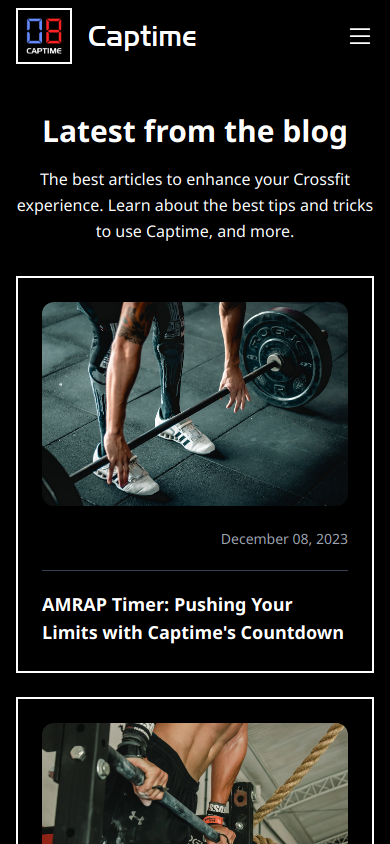 08
CAPTIME
Captime
Latest from the blog
The best articles to enhance your Crossfit
experience. Learn about the best tips and tricks
to use Captime, and more.
December 08, 2023
AMRAP Timer: Pushing Your
Limits with Captime's Countdown